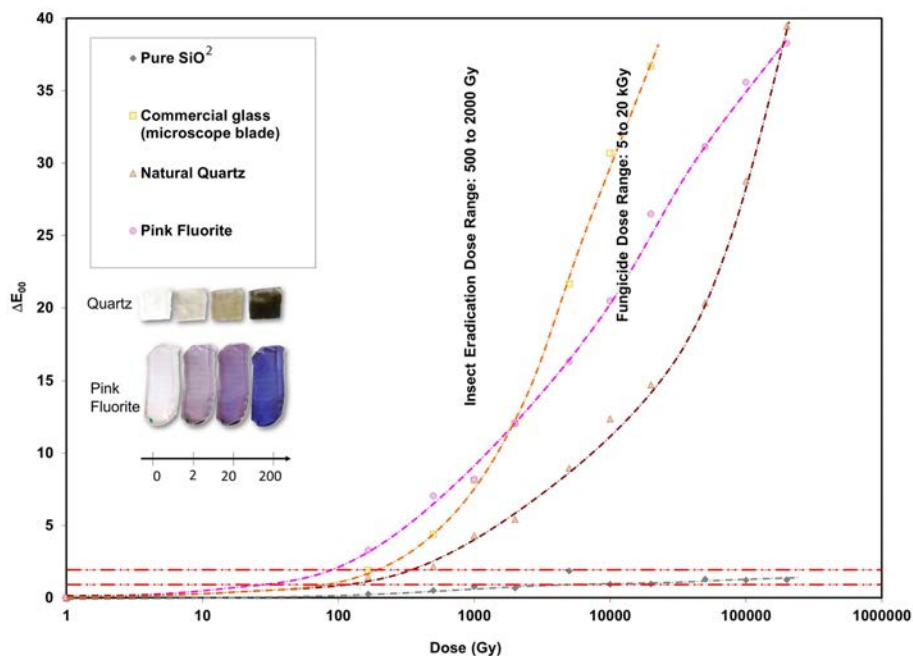 40
35
30
25
20
15
10
5
0
ΔE00
Pure SiO2
Commercial glass
(microscope blade)
Natural Quartz
Pink Fluorite
Quartz
Pink
Fluorite
0 2 20 200
Insect Eradication Dose Range: 500 to 2000 Gy
Fungicide Dose Range: 5 to 20 kGy
1 10 100 1000 10000 100000 1000000
Dose (Gy)